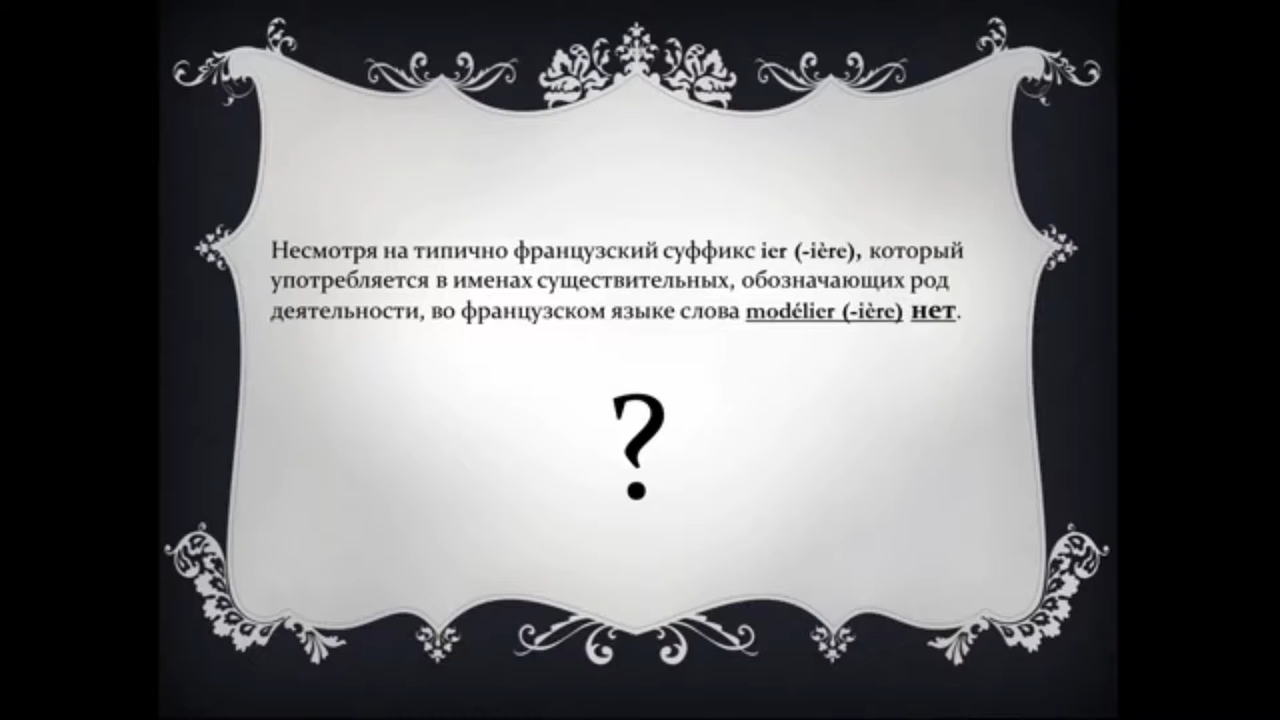 Несмотря на типично французский суффикс ier (-ière), который
употребляется в именах существительных, обозначающих род
деятельности, во французском языке слова modélier (-ière) нет.
?